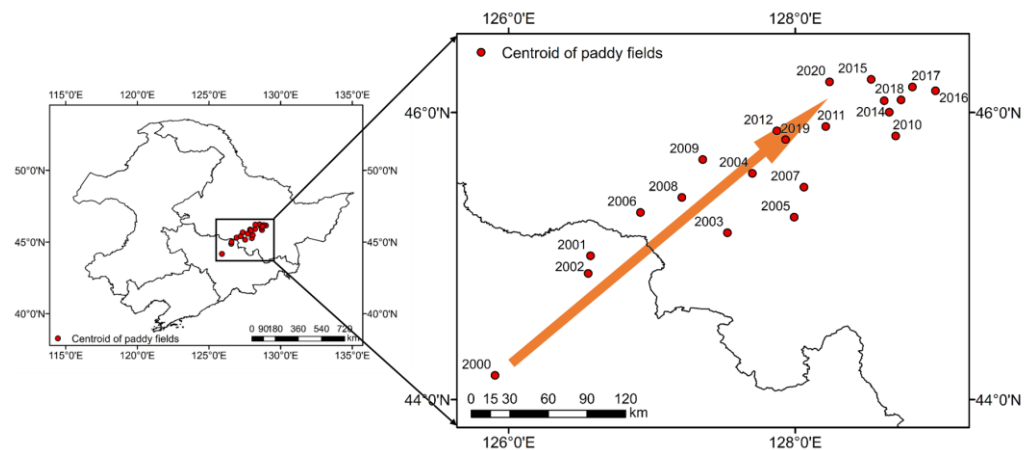 115°0'E 120°0'E 125°0'E 130°0'E 135°0'E
50°0'N
50°0'N
45°0'N
45°0'N
40°0'N
40°0'N
Centroid of paddy fields
0 90180 360 540 720
km
115°0'E 120°0'E 125°0'E 130°0'E 135°0'E
126°0'E 128°0'E
Centroid of paddy fields
2020
2015
2017
2018
2016
46°0'N
46°0'N
2014
2012
2011
2010
2019
2009
2004
2007
2008
2006
2005
2003
2001
2002
2000
44°0'N
44°0'N
0 15 30 60 90 120
km
126°0'E 128°0'E